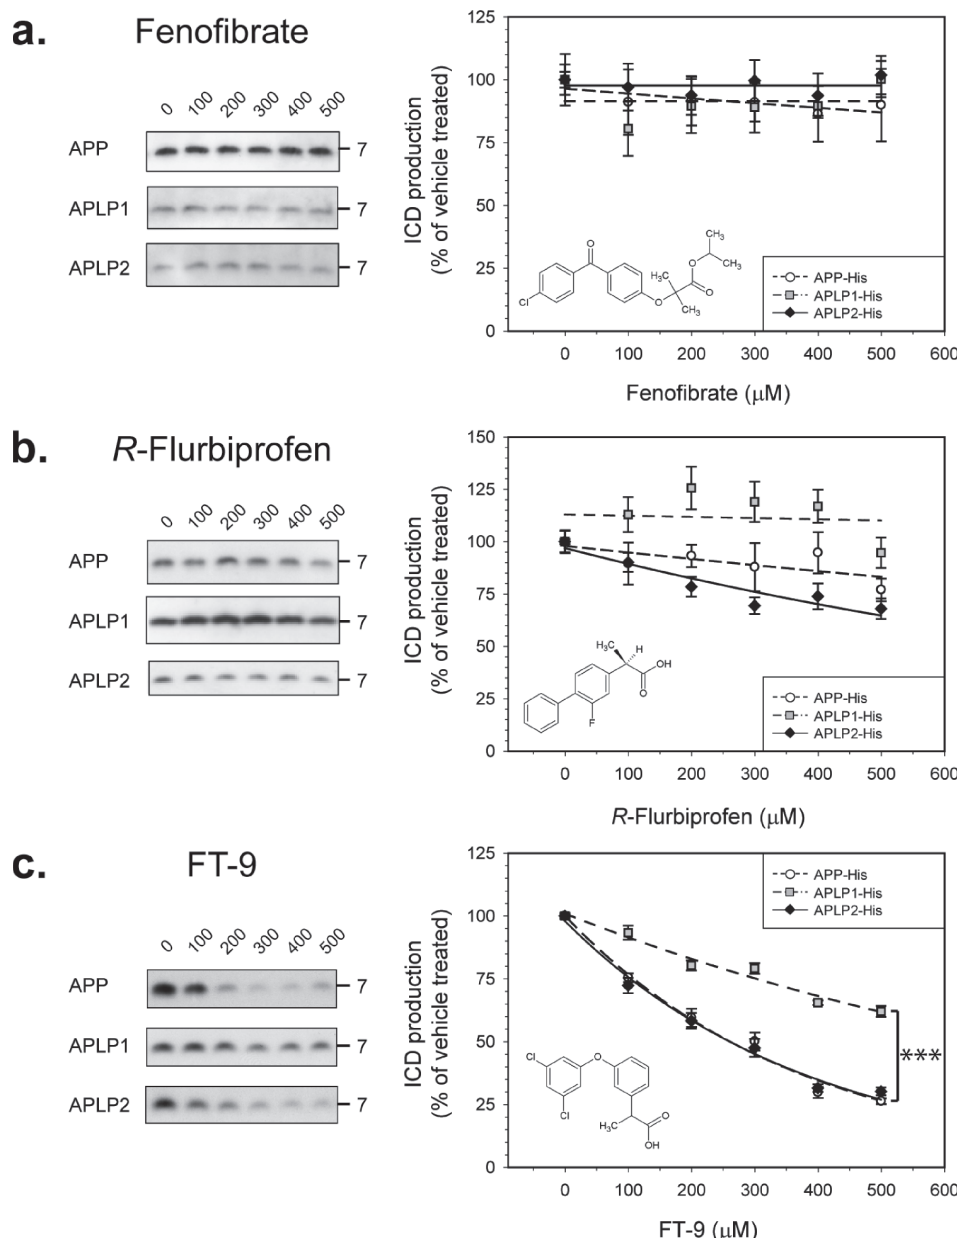 a. Fenofibrate
0 100 200 300 400 500
APP 7
APLP1 7
APLP2 7
ICD production
(% of vehicle treated)
125
100
75
50
25
0
0 100 200 300 400 500 600
Fenofibrate (μM)
O
Cl
O
H₃C
CH₃
O
O
CH₃
CH₃
APP-His
APLP1-His
APLP2-His
b. R-Flurbiprofen
0 100 200 300 400 500
APP 7
APLP1 7
APLP2 7
ICD production
(% of vehicle treated)
150
125
100
75
50
25
0
0 100 200 300 400 500 600
R-Flurbiprofen (μM)
H₃C
H
OH
O
F
APP-His
APLP1-His
APLP2-His
c. FT-9
0 100 200 300 400 500
APP 7
APLP1 7
APLP2 7
ICD production
(% of vehicle treated)
125
100
75
50
25
0
0 100 200 300 400 500 600
FT-9 (μM)
Cl
O
Cl
H₃C
O
OH
APP-His
APLP1-His
APLP2-His
***